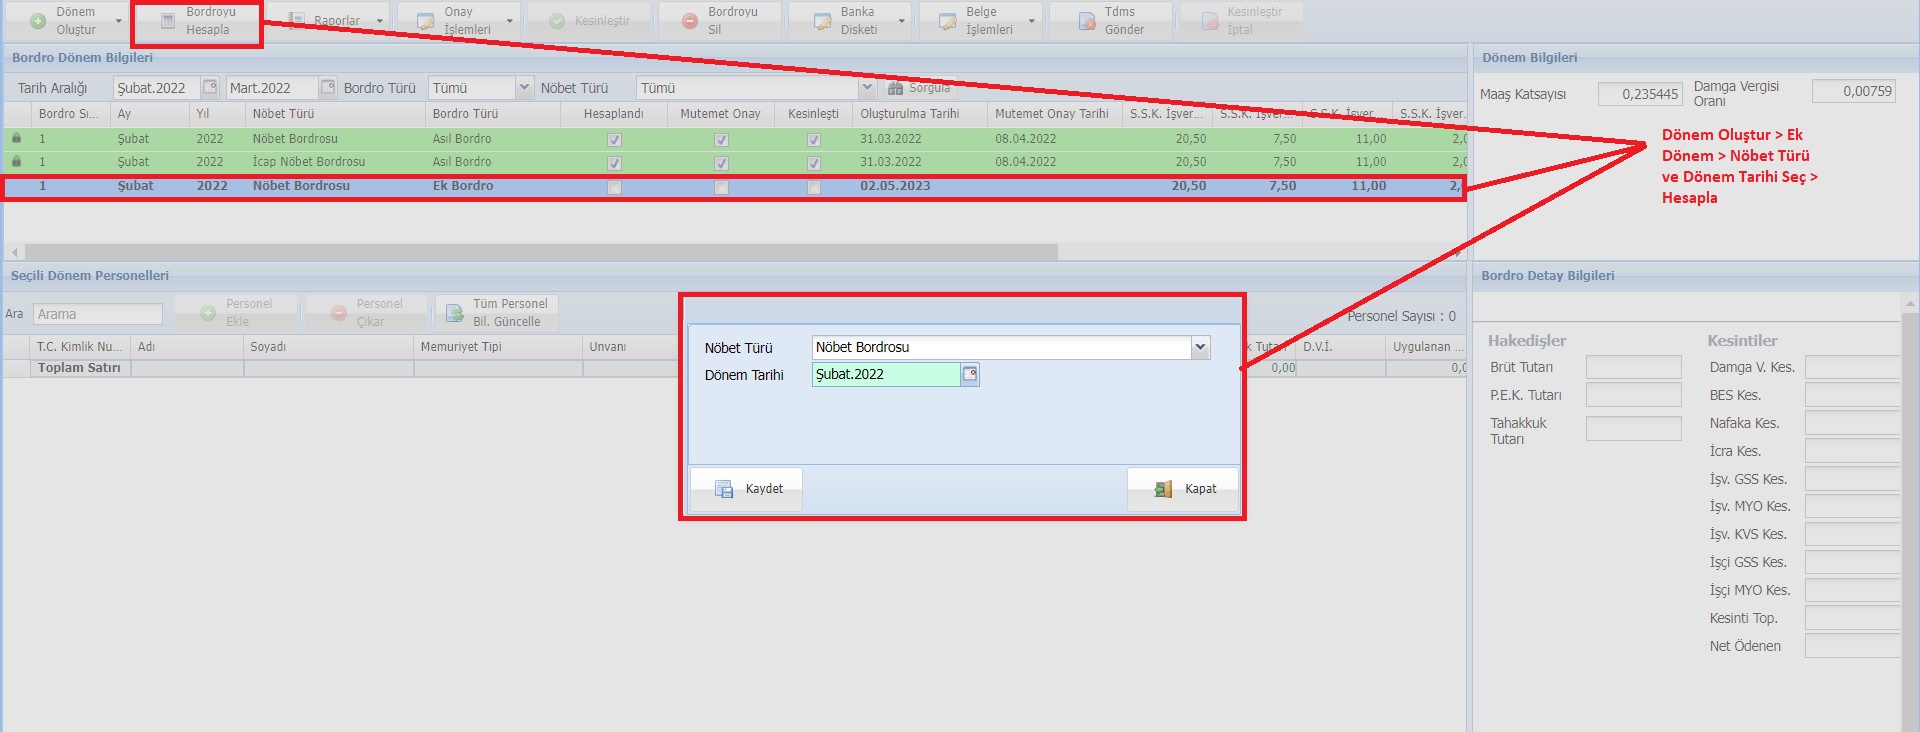 Dönem Oluştur
Bordroyu Hesapla
Raporlar
Onay İşlemleri
Kesinleştir
Bordroyu Sil
Banka Disketi
Belge İşlemleri
Tdms Gönder
Kesinleştir İptal
Bordro Dönem Bilgileri
Tarih Aralığı Şubat.2022 Mart.2022 Bordro Türü Tümü Nöbet Türü Tümü Sorgula
Bordro Sı... Ay Yıl Nöbet Türü Bordro Türü Hesaplandı Mutemet Onay Kesinleşti Oluşturulma Tarihi Mutemet Onay Tarihi S.S.K. İşver... S.S.K. İşver... S.S.K. İşver... S.S.K. İşver...
1 Şubat 2022 Nöbet Bordrosu Asıl Bordro 31.03.2022 08.04.2022 20,50 7,50 11,00 2,0
1 Şubat 2022 İcap Nöbet Bordrosu Asıl Bordro 31.03.2022 08.04.2022 20,50 7,50 11,00 2,0
1 Şubat 2022 Nöbet Bordrosu Ek Bordro 02.05.2023 20,50 7,50 11,00 2,
Dönem Bilgileri
Maaş Katsayısı 0,235445 Damga Vergisi Oranı 0,00759
Dönem Oluştur > Ek
Dönem > Nöbet Türü
ve Dönem Tarihi Seç >
Hesapla
Seçili Dönem Personelleri
Ara Arama
Personel Ekle
Personel Çıkar
Tüm Personel Bil. Güncelle
Personel Sayısı : 0
T.C. Kimlik Nu... Adı Soyadı Memuriyet Tipi Unvanı k Tutarı D.V.İ. Uygulanan ...
Toplam Satırı 0,00 0,0
Nöbet Türü Nöbet Bordrosu
Dönem Tarihi Şubat.2022
Kaydet Kapat
Bordro Detay Bilgileri
Hakedişler
Brüt Tutarı
P.E.K. Tutarı
Tahakkuk
Tutarı
Kesintiler
Damga V. Kes.
BES Kes.
Nafaka Kes.
İcra Kes.
İşv. GSS Kes.
İşv. MYO Kes.
İşv. KVS Kes.
İşçi GSS Kes.
İşçi MYO Kes.
Kesinti Top.
Net Ödenen